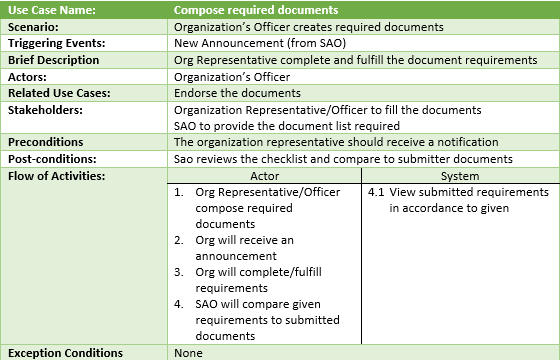 Use Case Name: Compose required documents
Scenario: Organization's Officer creates required documents
Triggering Events: New Announcement (from SAO)
Brief Description Org Representative complete and fulfill the document requirements
Actors: Organization's Officer
Related Use Cases: Endorse the documents
Stakeholders: Organization Representative/Officer to fill the documents
SAO to provide the document list required
Preconditions The organization representative should receive a notification
Post-conditions: Sao reviews the checklist and compare to submitter documents
Flow of Activities: Actor System
1. Org Representative/Officer
compose required
documents
2. Org will receive an
announcement
3. Org will complete/fulfill
requirements
4. SAO will compare given
requirements to submitted
documents
4.1 View submitted requirements
in accordance to given
Exception Conditions None